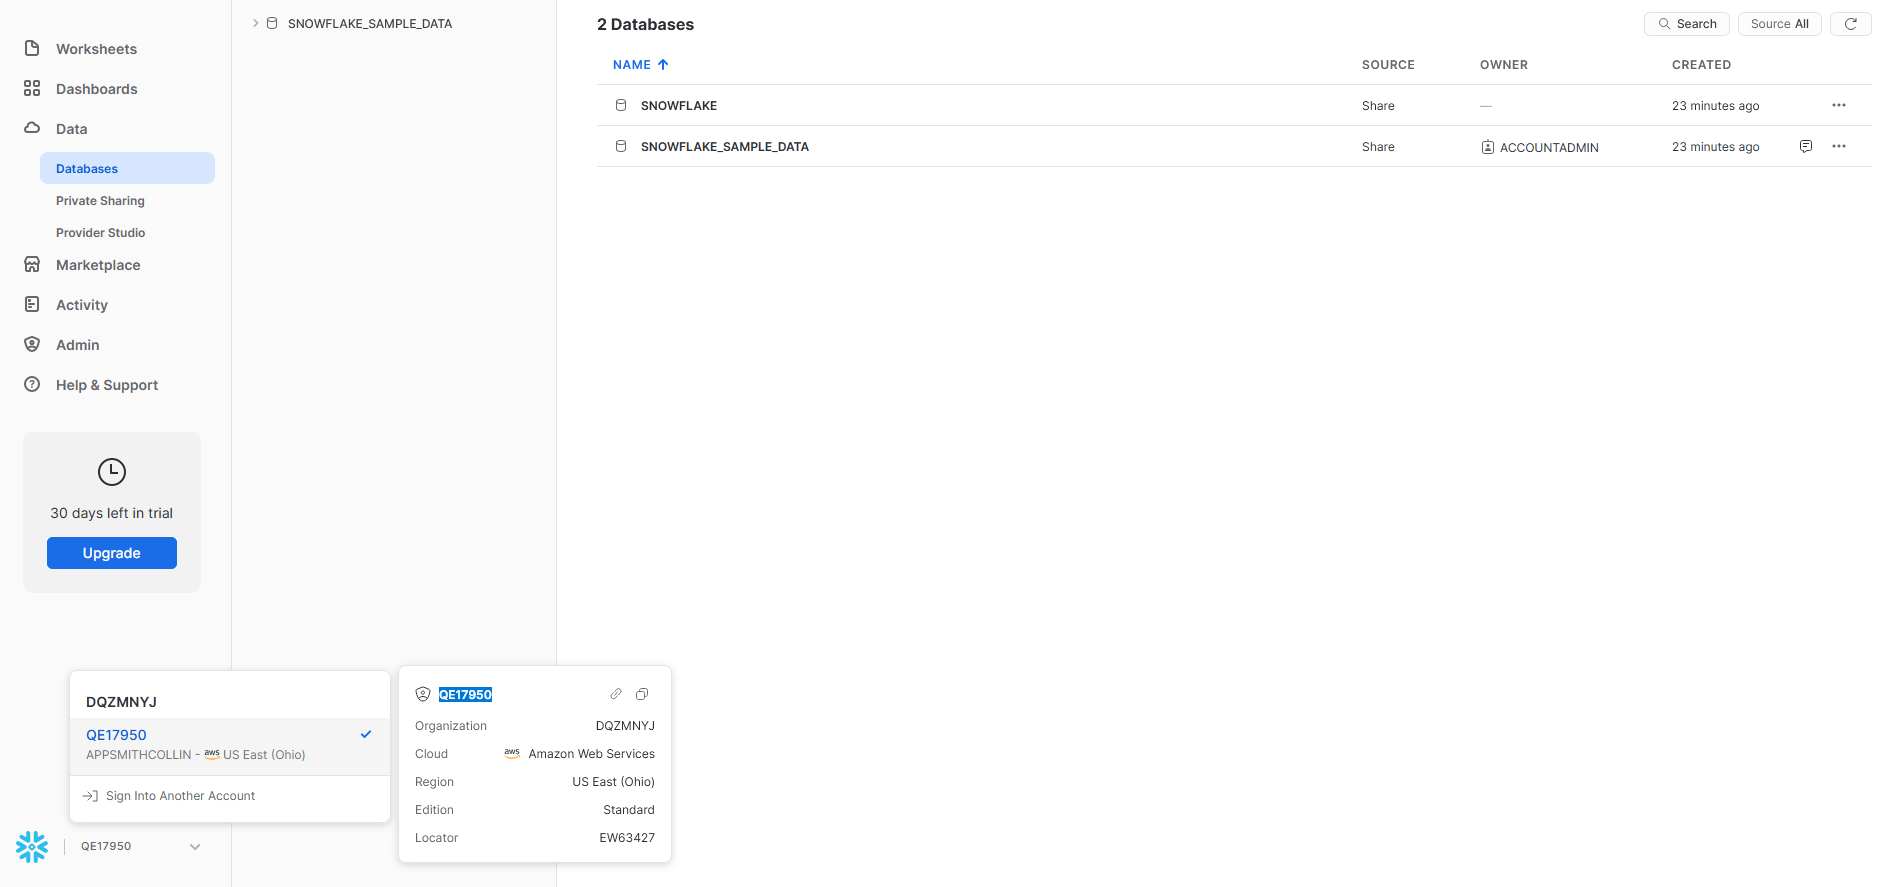 Worksheets
Dashboards
Data
Databases
Private Sharing
Provider Studio
Marketplace
Activity
Admin
Help & Support
30 days left in trial
Upgrade
SNOWFLAKE_SAMPLE_DATA
2 Databases
Search
Source All
NAME SOURCE OWNER CREATED
SNOWFLAKE Share — 23 minutes ago
SNOWFLAKE_SAMPLE_DATA Share ACCOUNTADMIN 23 minutes ago
DQZMNYJ
QE17950
APPSMITHCOLLIN - aws US East (Ohio)
Sign Into Another Account
QE17950
QE17950
Organization DQZMNYJ
Cloud aws Amazon Web Services
Region US East (Ohio)
Edition Standard
Locator EW63427